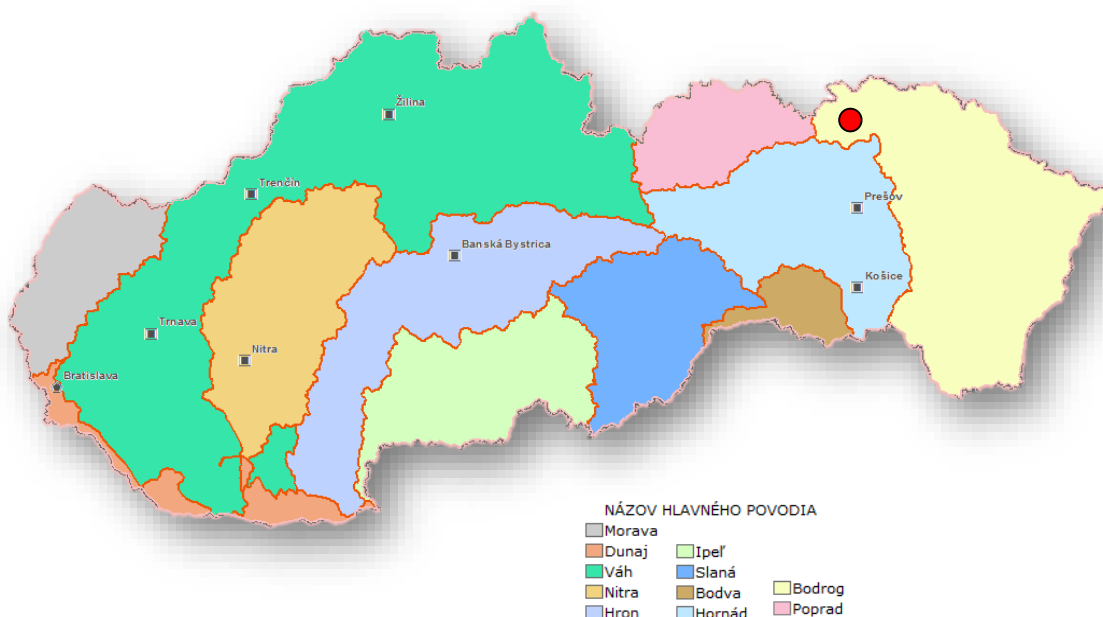 Žilina
Trenčín
Prešov
Banská Bystrica
Košice
Trnava
Nitra
Bratislava
NÁZOV HLAVNÉHO POVODIA
Morava
Dunaj
Váh
Nitra
Hron
Ipeľ
Slaná
Bodva
Hornád
Bodrog
Poprad